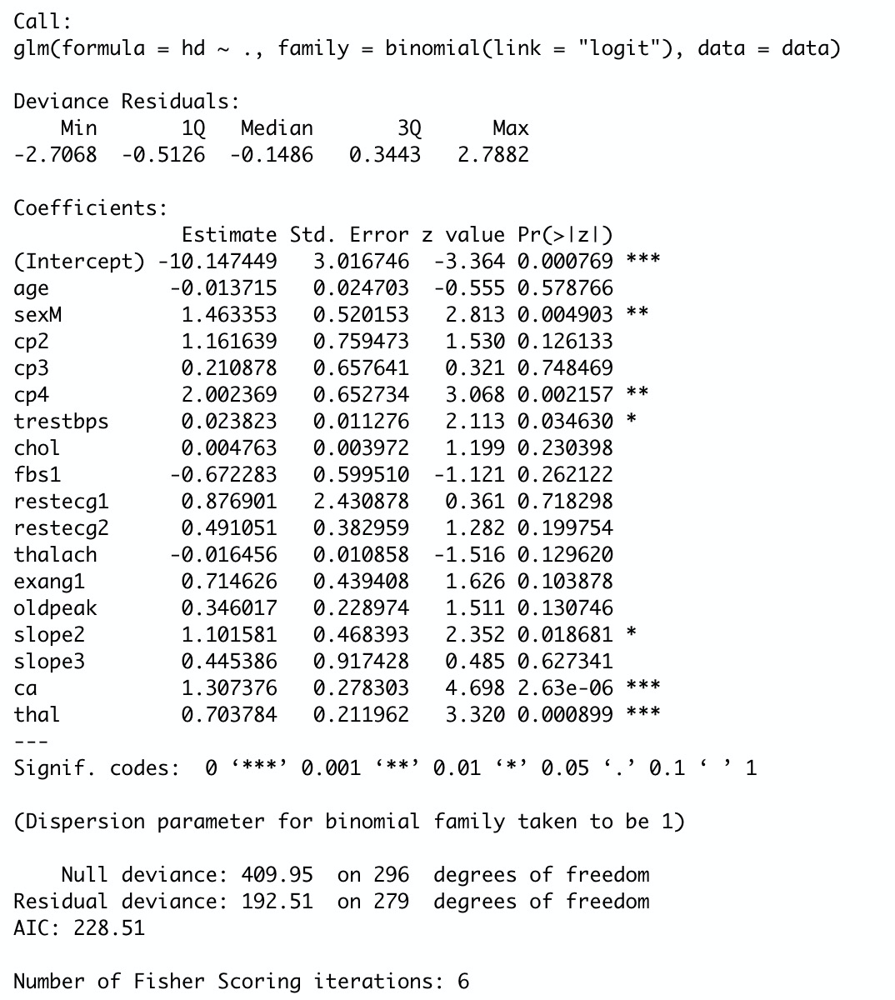 Call:
glm(formula = hd ~ ., family = binomial(link = "logit"), data = data)
Deviance Residuals:
Min 1Q Median 3Q Max
-2.7068 -0.5126 -0.1486 0.3443 2.7882
Coefficients:
Estimate Std. Error z value Pr(>|z|)
(Intercept) -10.147449 3.016746 -3.364 0.000769 ***
age -0.013715 0.024703 -0.555 0.578766
sexM 1.463353 0.520153 2.813 0.004903 **
cp2 1.161639 0.759473 1.530 0.126133
cp3 0.210878 0.657641 0.321 0.748469
cp4 2.002369 0.652734 3.068 0.002157 **
trestbps 0.023823 0.011276 2.113 0.034630 *
chol 0.004763 0.003972 1.199 0.230398
fbs1 -0.672283 0.599510 -1.121 0.262122
restecg1 0.876901 2.430878 0.361 0.718298
restecg2 0.491051 0.382959 1.282 0.199754
thalach -0.016456 0.010858 -1.516 0.129620
exang1 0.714626 0.439408 1.626 0.103878
oldpeak 0.346017 0.228974 1.511 0.130746
slope2 1.101581 0.468393 2.352 0.018681 *
slope3 0.445386 0.917428 0.485 0.627341
ca 1.307376 0.278303 4.698 2.63e-06 ***
thal 0.703784 0.211962 3.320 0.000899 ***
---
Signif. codes: 0 ‘***’ 0.001 ‘**’ 0.01 ‘*’ 0.05 ‘.’ 0.1 ‘ ’ 1
(Dispersion parameter for binomial family taken to be 1)
Null deviance: 409.95 on 296 degrees of freedom
Residual deviance: 192.51 on 279 degrees of freedom
AIC: 228.51
Number of Fisher Scoring iterations: 6